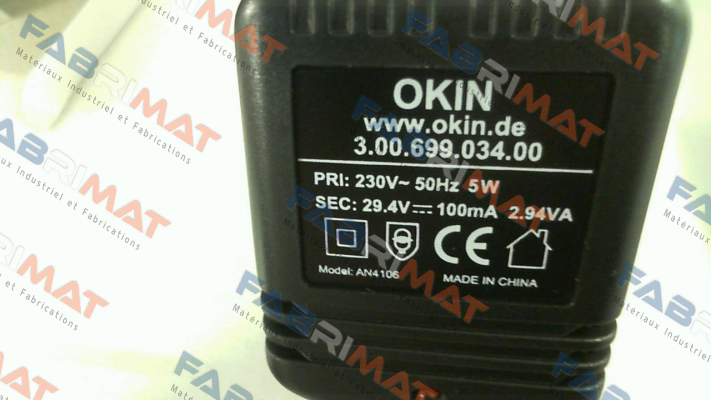 OKIN
www.okin.de
3.00.699.034.00
PRI: 230V~ 50Hz 5W
SEC: 29.4V⎓ 100mA 2.94VA
CE
Model: AN4106
MADE IN CHINA
FABRIMAT
Matériaux Industriel et Fabrications